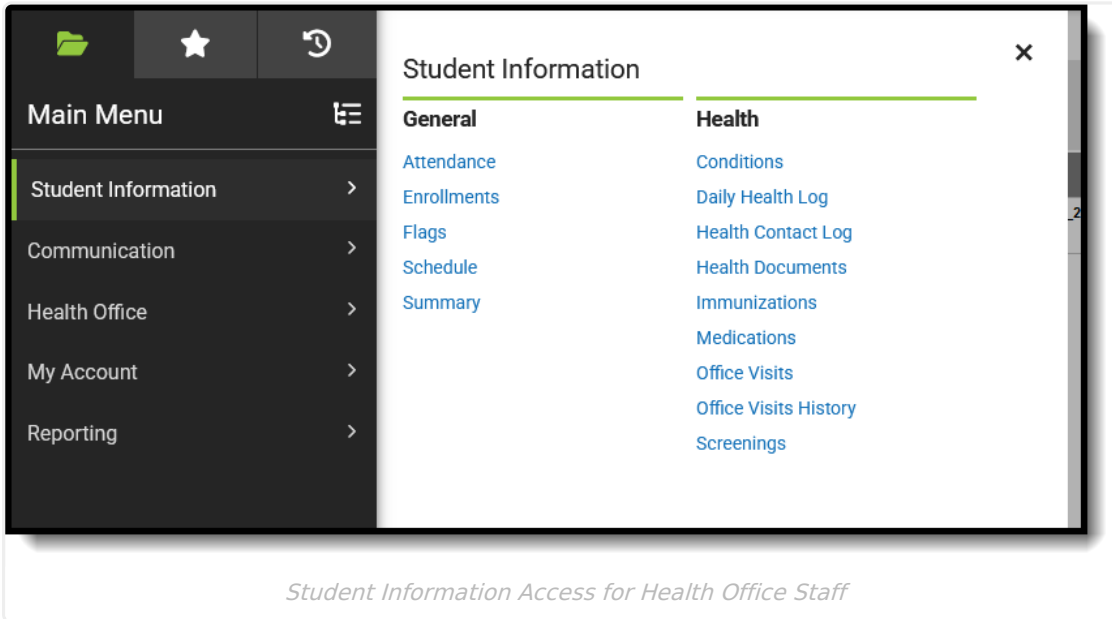 Main Menu
Student Information
Communication
Health Office
My Account
Reporting
Student Information
General
Attendance
Enrollments
Flags
Schedule
Summary
Health
Conditions
Daily Health Log
Health Contact Log
Health Documents
Immunizations
Medications
Office Visits
Office Visits History
Screenings
_2
Student Information Access for Health Office Staff